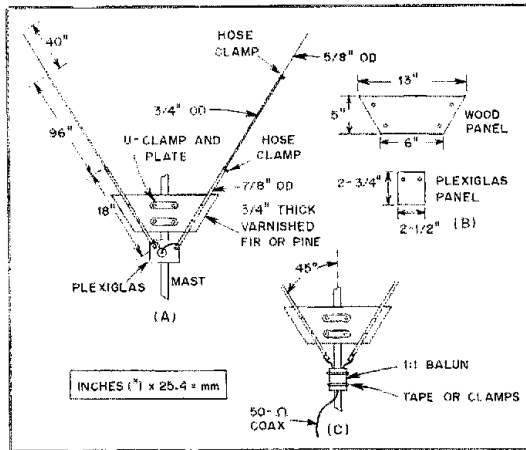 40"
HOSE
CLAMP
5/8" OD
3/4" OD
96"
U-CLAMP AND
PLATE
HOSE
CLAMP
7/8" OD
18"
3/4" THICK
VARNISHED
FIR OR PINE
PLEXIGLAS
MAST
(A)
13"
5"
WOOD
PANEL
6"
2-3/4"
PLEXIGLAS
PANEL
2-1/2"
(B)
45°
INCHES (") x 25.4 = mm
1:1 BALUN
TAPE OR CLAMPS
50-Ω
COAX
(C)